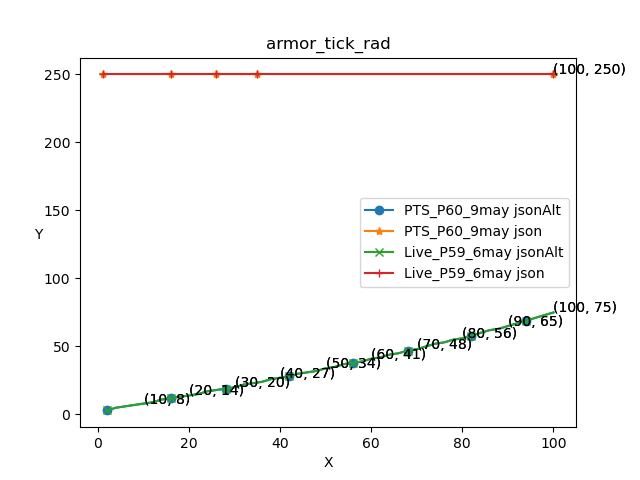 armor_tick_rad
250
200
150
100
50
0
Y
(100, 250)
PTS_P60_9may jsonAlt
PTS_P60_9may json
Live_P59_6may jsonAlt
Live_P59_6may json
(100, 75)
(90, 65)
(80, 56)
(70, 48)
(60, 41)
(50, 34)
(40, 27)
(30, 20)
(20, 14)
(10, 8)
0 20 40 60 80 100
X